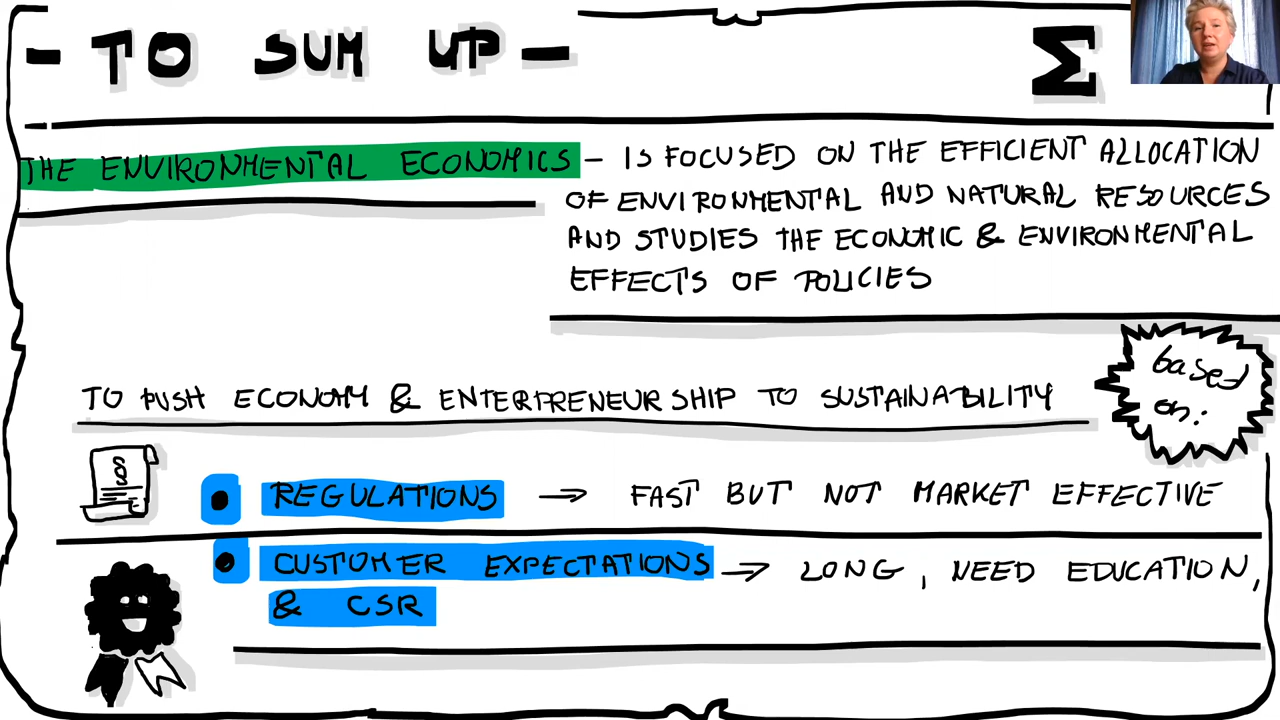 - TO SUM UP - Σ
THE ENVIRONMENTAL ECONOMICS – IS FOCUSED ON THE EFFICIENT ALLOCATION
OF ENVIRONMENTAL AND NATURAL RESOURCES
AND STUDIES THE ECONOMIC & ENVIRONMENTAL
EFFECTS OF POLICIES
based
on:
TO PUSH ECONOMY & ENTERPRENEURSHIP TO SUSTAINABILITY
§
• REGULATIONS → FAST BUT NOT MARKET EFFECTIVE
• CUSTOMER EXPECTATIONS → LONG, NEED EDUCATION,
& CSR